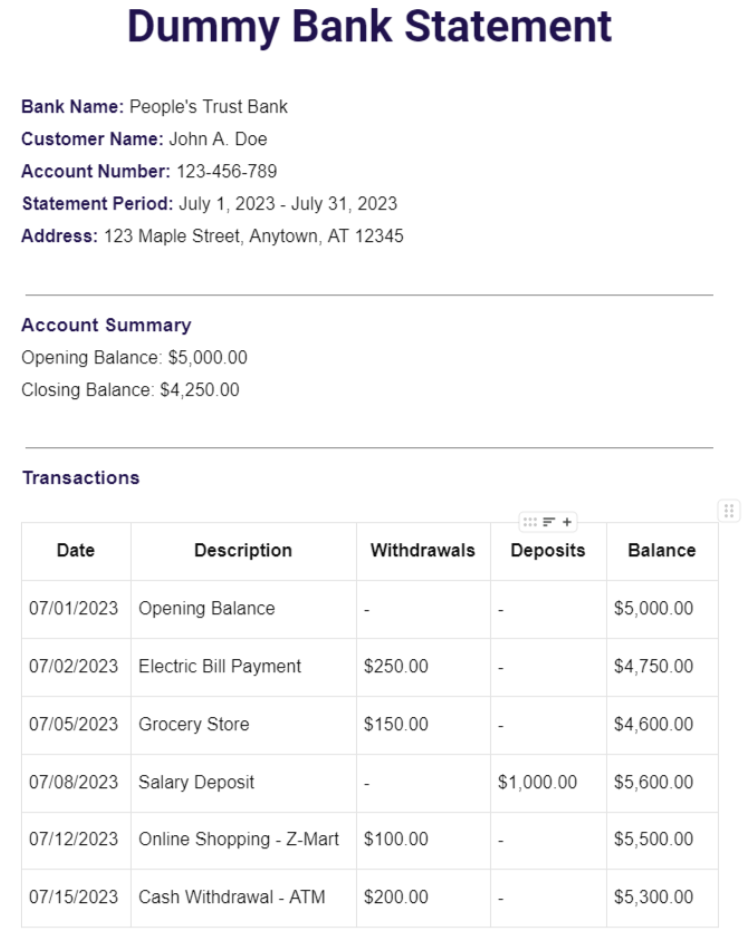 Dummy Bank Statement
Bank Name: People's Trust Bank
Customer Name: John A. Doe
Account Number: 123-456-789
Statement Period: July 1, 2023 - July 31, 2023
Address: 123 Maple Street, Anytown, AT 12345
Account Summary
Opening Balance: $5,000.00
Closing Balance: $4,250.00
Transactions
Date Description Withdrawals Deposits Balance
07/01/2023 Opening Balance - - $5,000.00
07/02/2023 Electric Bill Payment $250.00 - $4,750.00
07/05/2023 Grocery Store $150.00 - $4,600.00
07/08/2023 Salary Deposit - $1,000.00 $5,600.00
07/12/2023 Online Shopping - Z-Mart $100.00 - $5,500.00
07/15/2023 Cash Withdrawal - ATM $200.00 - $5,300.00